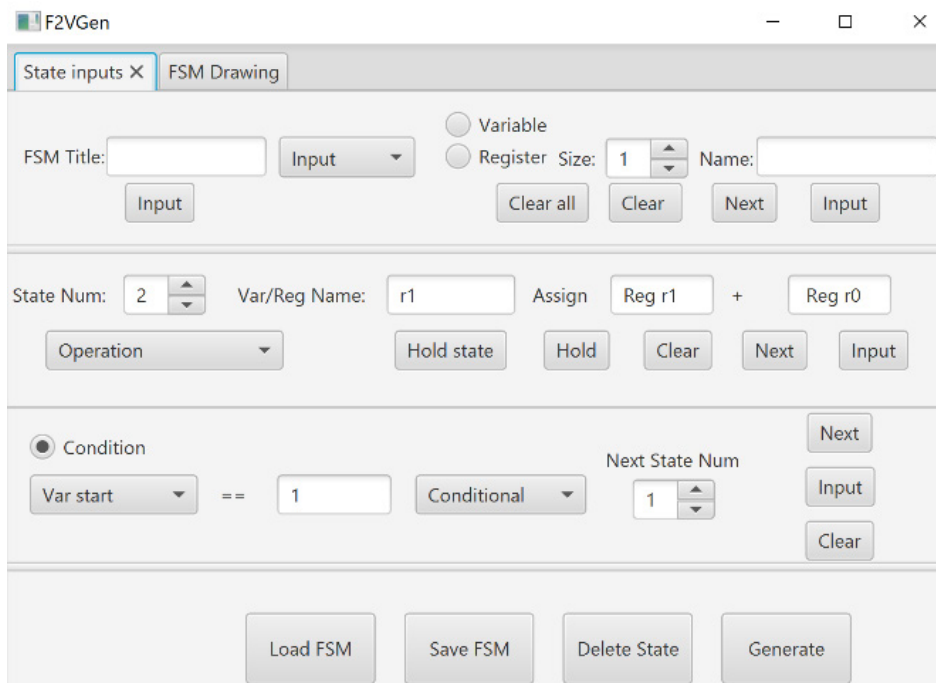 F2VGen
State inputs FSM Drawing
Variable
FSM Title: Input Register Size: 1 Name:
Input Clear all Clear Next Input
State Num: 2 Var/Reg Name: r1 Assign Reg r1 + Reg r0
Operation Hold state Hold Clear Next Input
Condition Next
Next State Num
Var start == 1 Conditional 1 Input
Clear
Load FSM Save FSM Delete State Generate